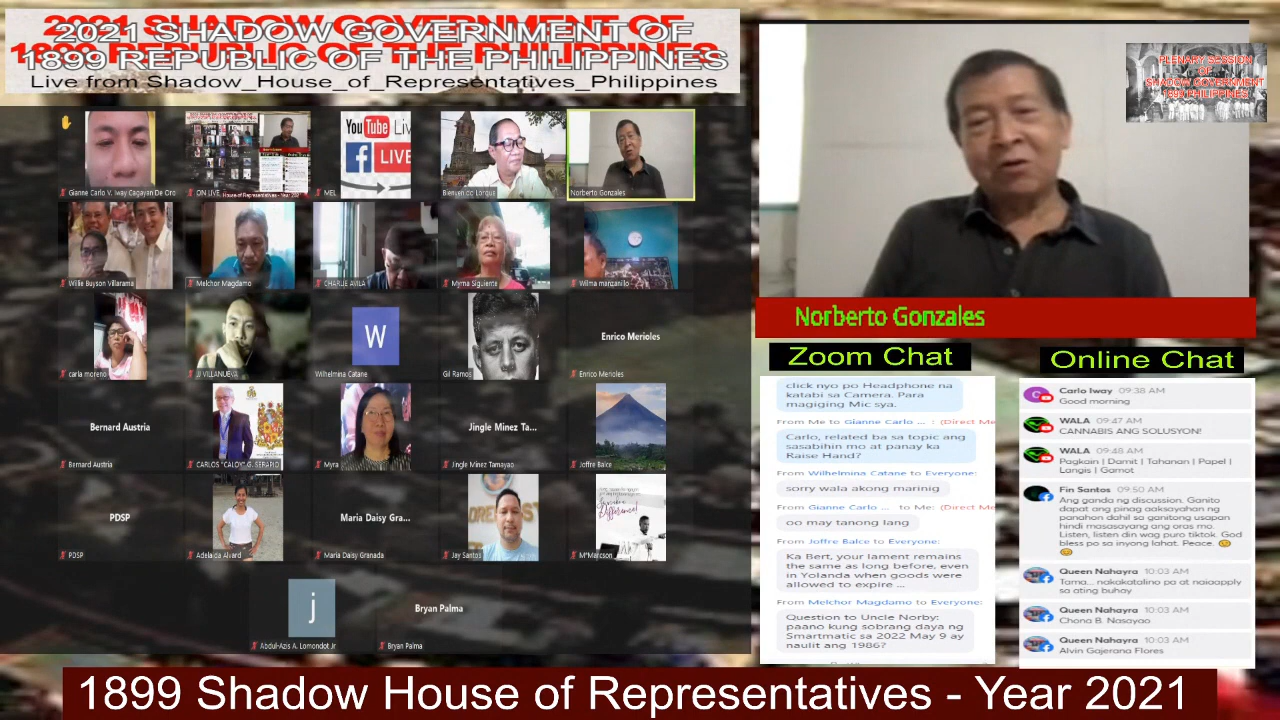 2021 SHADOW GOVERNMENT OF
1899 REPUBLIC OF THE PHILIPPINES
Live from Shadow_House_of_Representatives_Philippines
PLENARY SESSION
OF
SHADOW GOVERNMENT
1899 PHILIPPINES
Gianne Carlo V. Iway Cagayan De Oro
ON LIVE
MEL
YouTube Live
LIVE
Norberto Gonzales
Willie Buyson Villarama
Melchor Magdamo
CHARLIE AVILA
Myrna Siguiente
Wilma manzanillo
carla moreno
JJ VILLANUEVA
W
Wilhelmina Catane
Gil Ramos
Enrico Merioles
Enrico Merioles
Bernard Austria
Bernard Austria
CARLOS "CALOY" G. SERAPIO
Myra
Jingle Minez Ta...
Jingle Minez Tamayao
Joffre Balce
PDSP
PDSP
Adelaida Alvard
Maria Daisy Gra...
Maria Daisy Granada
Jay Santos
Difference!
M*Marcson
j
Abdul-Azis A. Lomondot Jr
Bryan Palma
Bryan Palma
Norberto Gonzales
Zoom Chat
click nyo po Headphone na
katabi sa Camera. Para
magiging Mic sya.
From Me to Gianne Carlo ... : (Direct Me
Carlo, related ba sa topic ang
sasabihin mo at panay ka
Raise Hand?
From Wilhelmina Catane to Everyone:
sorry wala akong marinig
From Gianne Carlo ... to Me: (Direct Me
oo may tanong lang
From Joffre Balce to Everyone:
Ka Bert, your lament remains
the same as long before, even
in Yolanda when goods were
allowed to expire ...
From Melchor Magdamo to Everyone:
Question to Uncle Norby:
paano kung sobrang daya ng
Smartmatic sa 2022 May 9 ay
naulit ang 1986?
Online Chat
C
Carlo Iway 09:38 AM
Good morning
WALA 09:47 AM
CANNABIS ANG SOLUSYON!
WALA 09:48 AM
Pagkain | Damit | Tahanan | Papel |
Langis | Gamot
Fin Santos 09:50 AM
Ang ganda ng discussion. Ganito
dapat ang pinag aaksayahan ng
panahon dahil sa ganitong usapan
hindi masasayang ang oras mo.
Listen, listen din wag puro tiktok. God
bless po sa inyong lahat. Peace.
Queen Nahayra 10:03 AM
Tama... nakakatalino pa at naiaapply
sa ating buhay
Queen Nahayra 10:03 AM
Chona B. Nasayao
Queen Nahayra 10:03 AM
Alvin Gajerana Flores
1899 Shadow House of Representatives - Year 2021